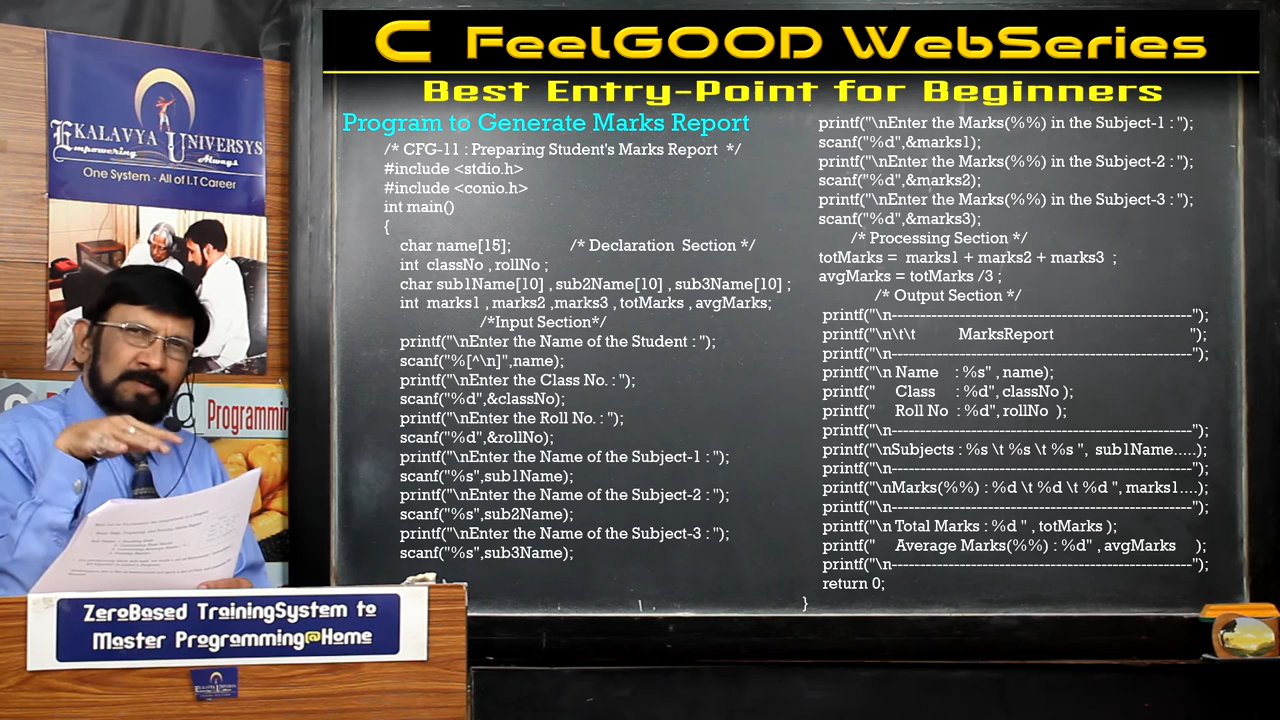 C FeelGOOD WebSeries
Best Entry-Point for Beginners
EKALAVYA UNIVERSYS
Empowering Always
One System - All of I.T Career
Programmin
Program to Generate Marks Report
/* CFG-11 : Preparing Student's Marks Report */
#include <stdio.h>
#include <conio.h>
int main()
{
char name[15]; /* Declaration Section */
int classNo , rollNo ;
char sub1Name[10] , sub2Name[10] , sub3Name[10] ;
int marks1 , marks2 ,marks3 , totMarks , avgMarks;
/*Input Section*/
printf("\nEnter the Name of the Student : ");
scanf("%[^\n]",name);
printf("\nEnter the Class No. : ");
scanf("%d",&classNo);
printf("\nEnter the Roll No. : ");
scanf("%d",&rollNo);
printf("\nEnter the Name of the Subject-1 : ");
scanf("%s",sub1Name);
printf("\nEnter the Name of the Subject-2 : ");
scanf("%s",sub2Name);
printf("\nEnter the Name of the Subject-3 : ");
scanf("%s",sub3Name);
printf("\nEnter the Marks(%%) in the Subject-1 : ");
scanf("%d",&marks1);
printf("\nEnter the Marks(%%) in the Subject-2 : ");
scanf("%d",&marks2);
printf("\nEnter the Marks(%%) in the Subject-3 : ");
scanf("%d",&marks3);
/* Processing Section */
totMarks = marks1 + marks2 + marks3 ;
avgMarks = totMarks /3 ;
/* Output Section */
printf("\n-----------------------------------------------------");
printf("\n\t\t MarksReport ");
printf("\n-----------------------------------------------------");
printf("\n Name : %s" , name);
printf(" Class : %d", classNo );
printf(" Roll No : %d", rollNo );
printf("\n-----------------------------------------------------");
printf("\nSubjects : %s \t %s \t %s ", sub1Name.....);
printf("\n-----------------------------------------------------");
printf("\nMarks(%%) : %d \t %d \t %d ", marks1....);
printf("\n-----------------------------------------------------");
printf("\n Total Marks : %d " , totMarks );
printf(" Average Marks(%%) : %d" , avgMarks );
printf("\n-----------------------------------------------------");
return 0;
}
ZeroBased TrainingSystem to
Master Programming@Home